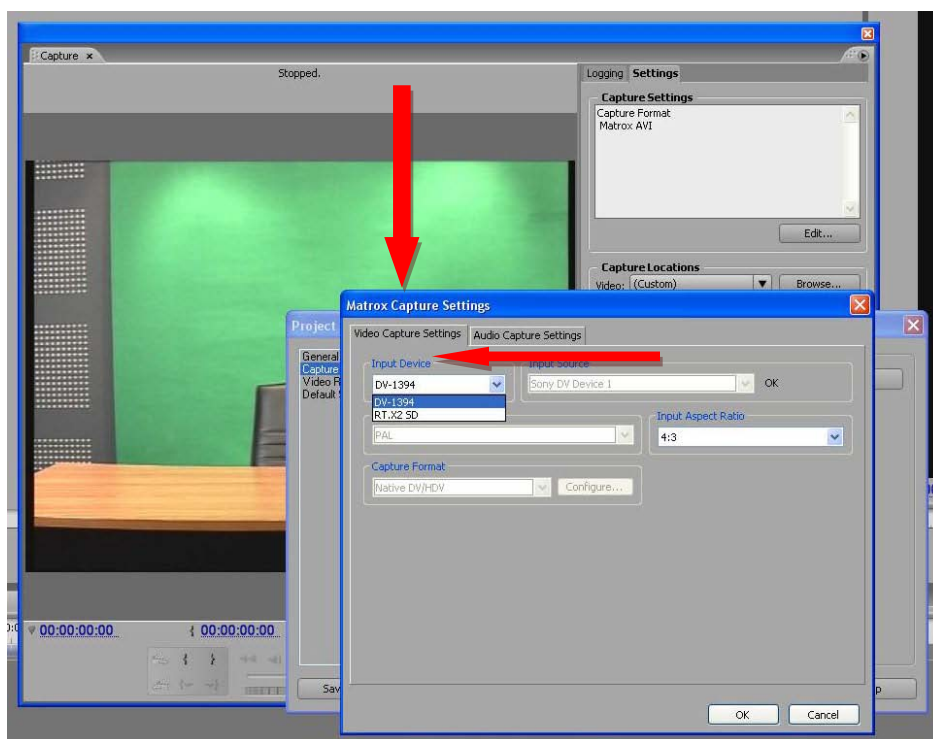 Capture ×
Stopped.
Logging Settings
Capture Settings
Capture Format
Matrox AVI
Edit...
Capture Locations
Video: (Custom) Browse...
Matrox Capture Settings
Project
Video Capture Settings Audio Capture Settings
General
Capture
Video R
Default
Input Device
Input Source
DV-1394
Sony DV Device 1
OK
DV-1394
RT.X2 SD
Input Aspect Ratio
PAL
4:3
Capture Format
Native DV/HDV
Configure...
00:00:00:00
00:00:00:00
Sav
p
OK Cancel